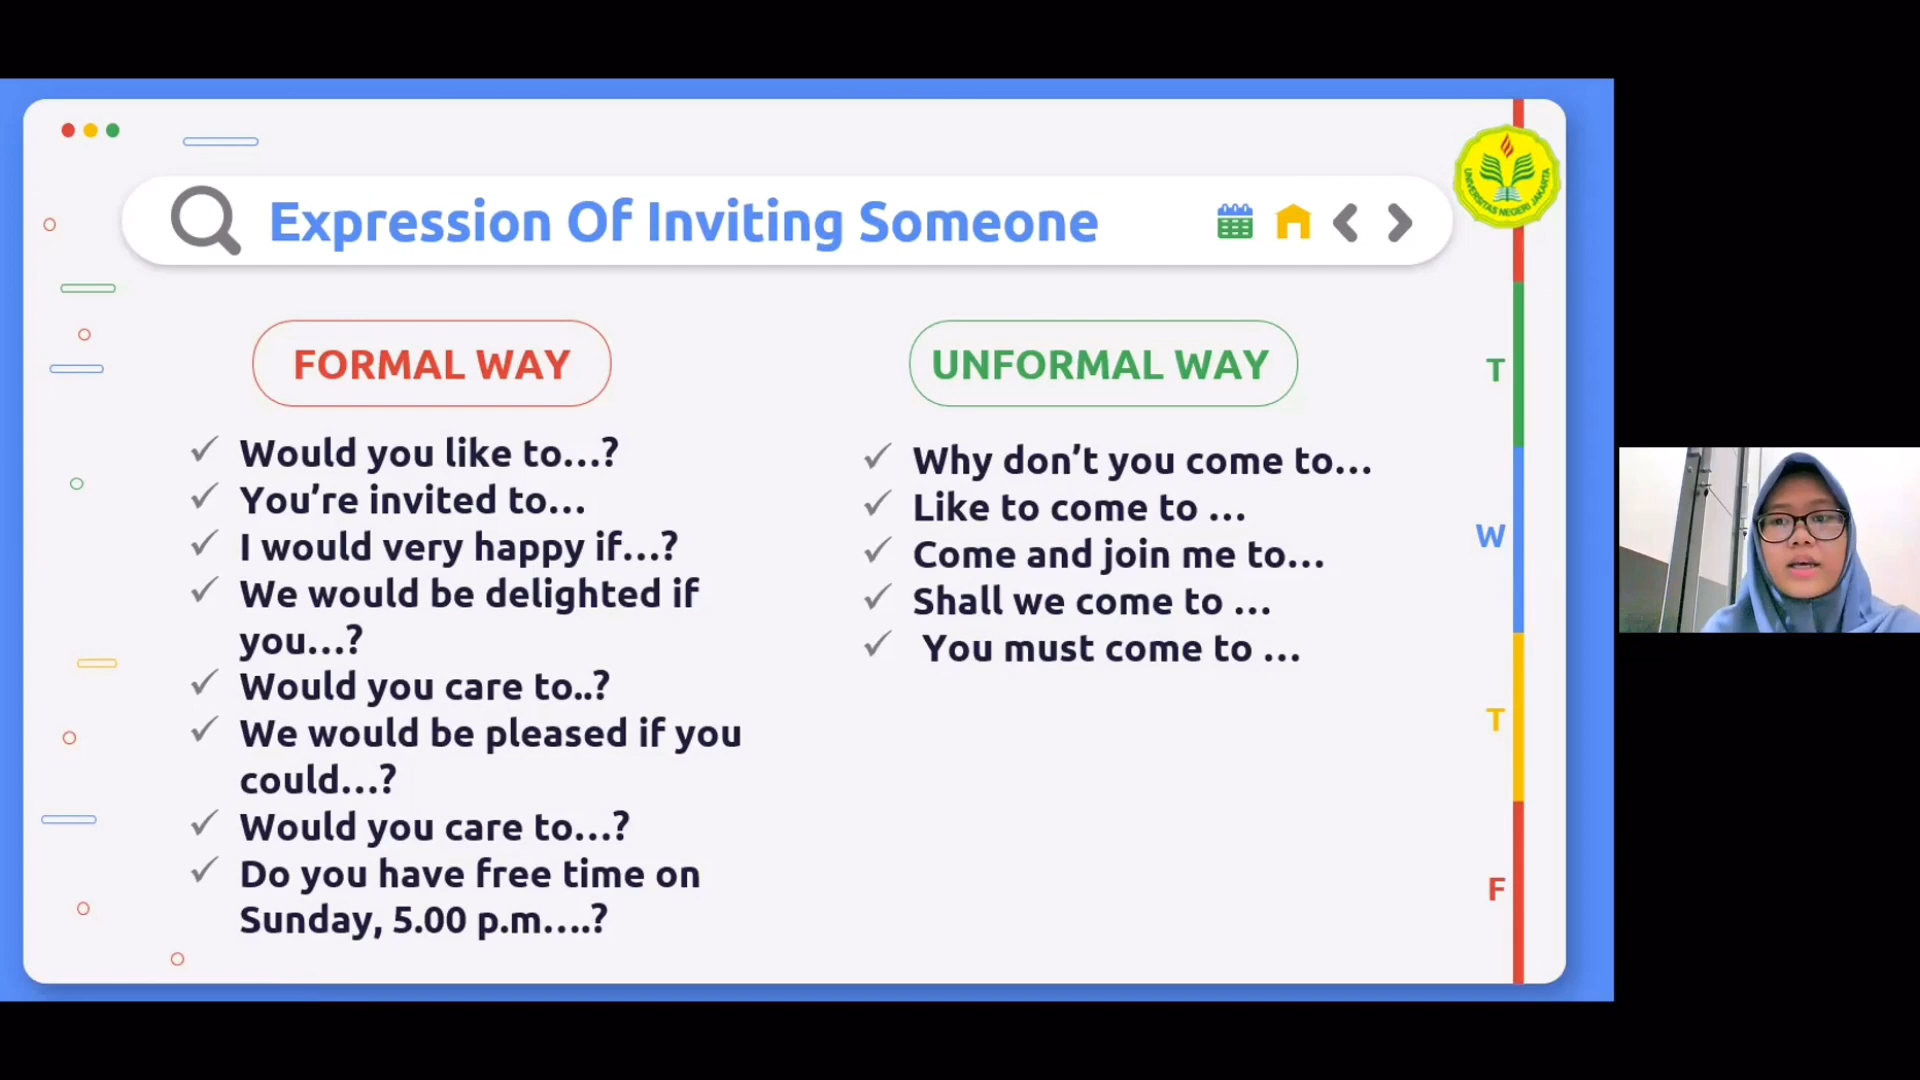 Expression Of Inviting Someone
UNIVERSITAS NEGERI JAKARTA
FORMAL WAY
Would you like to...?
You’re invited to...
I would very happy if...?
We would be delighted if
you...?
Would you care to..?
We would be pleased if you
could...?
Would you care to...?
Do you have free time on
Sunday, 5.00 p.m....?
UNFORMAL WAY
Why don’t you come to...
Like to come to ...
Come and join me to...
Shall we come to ...
You must come to ...
T
W
T
F